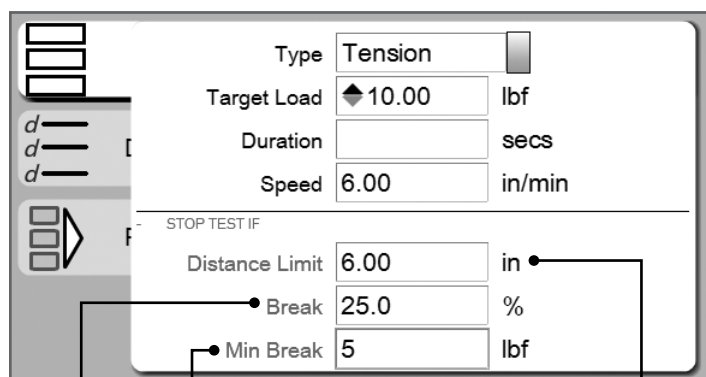 Type Tension
Target Load 10.00 lbf
d
d D
d
Duration secs
Speed 6.00 in/min
STOP TEST IF
Distance Limit 6.00 in
Break 25.0 %
Min Break 5 lbf